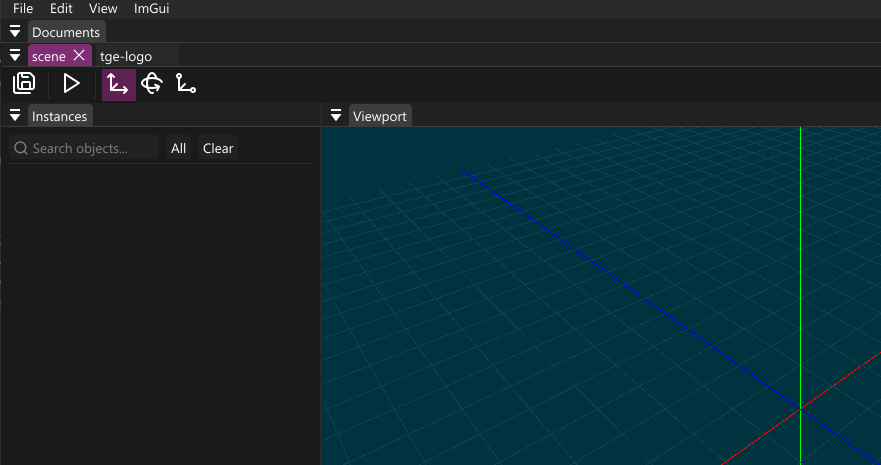 File Edit View ImGui
Documents
scene tge-logo
Instances Viewport
Search objects... All Clear